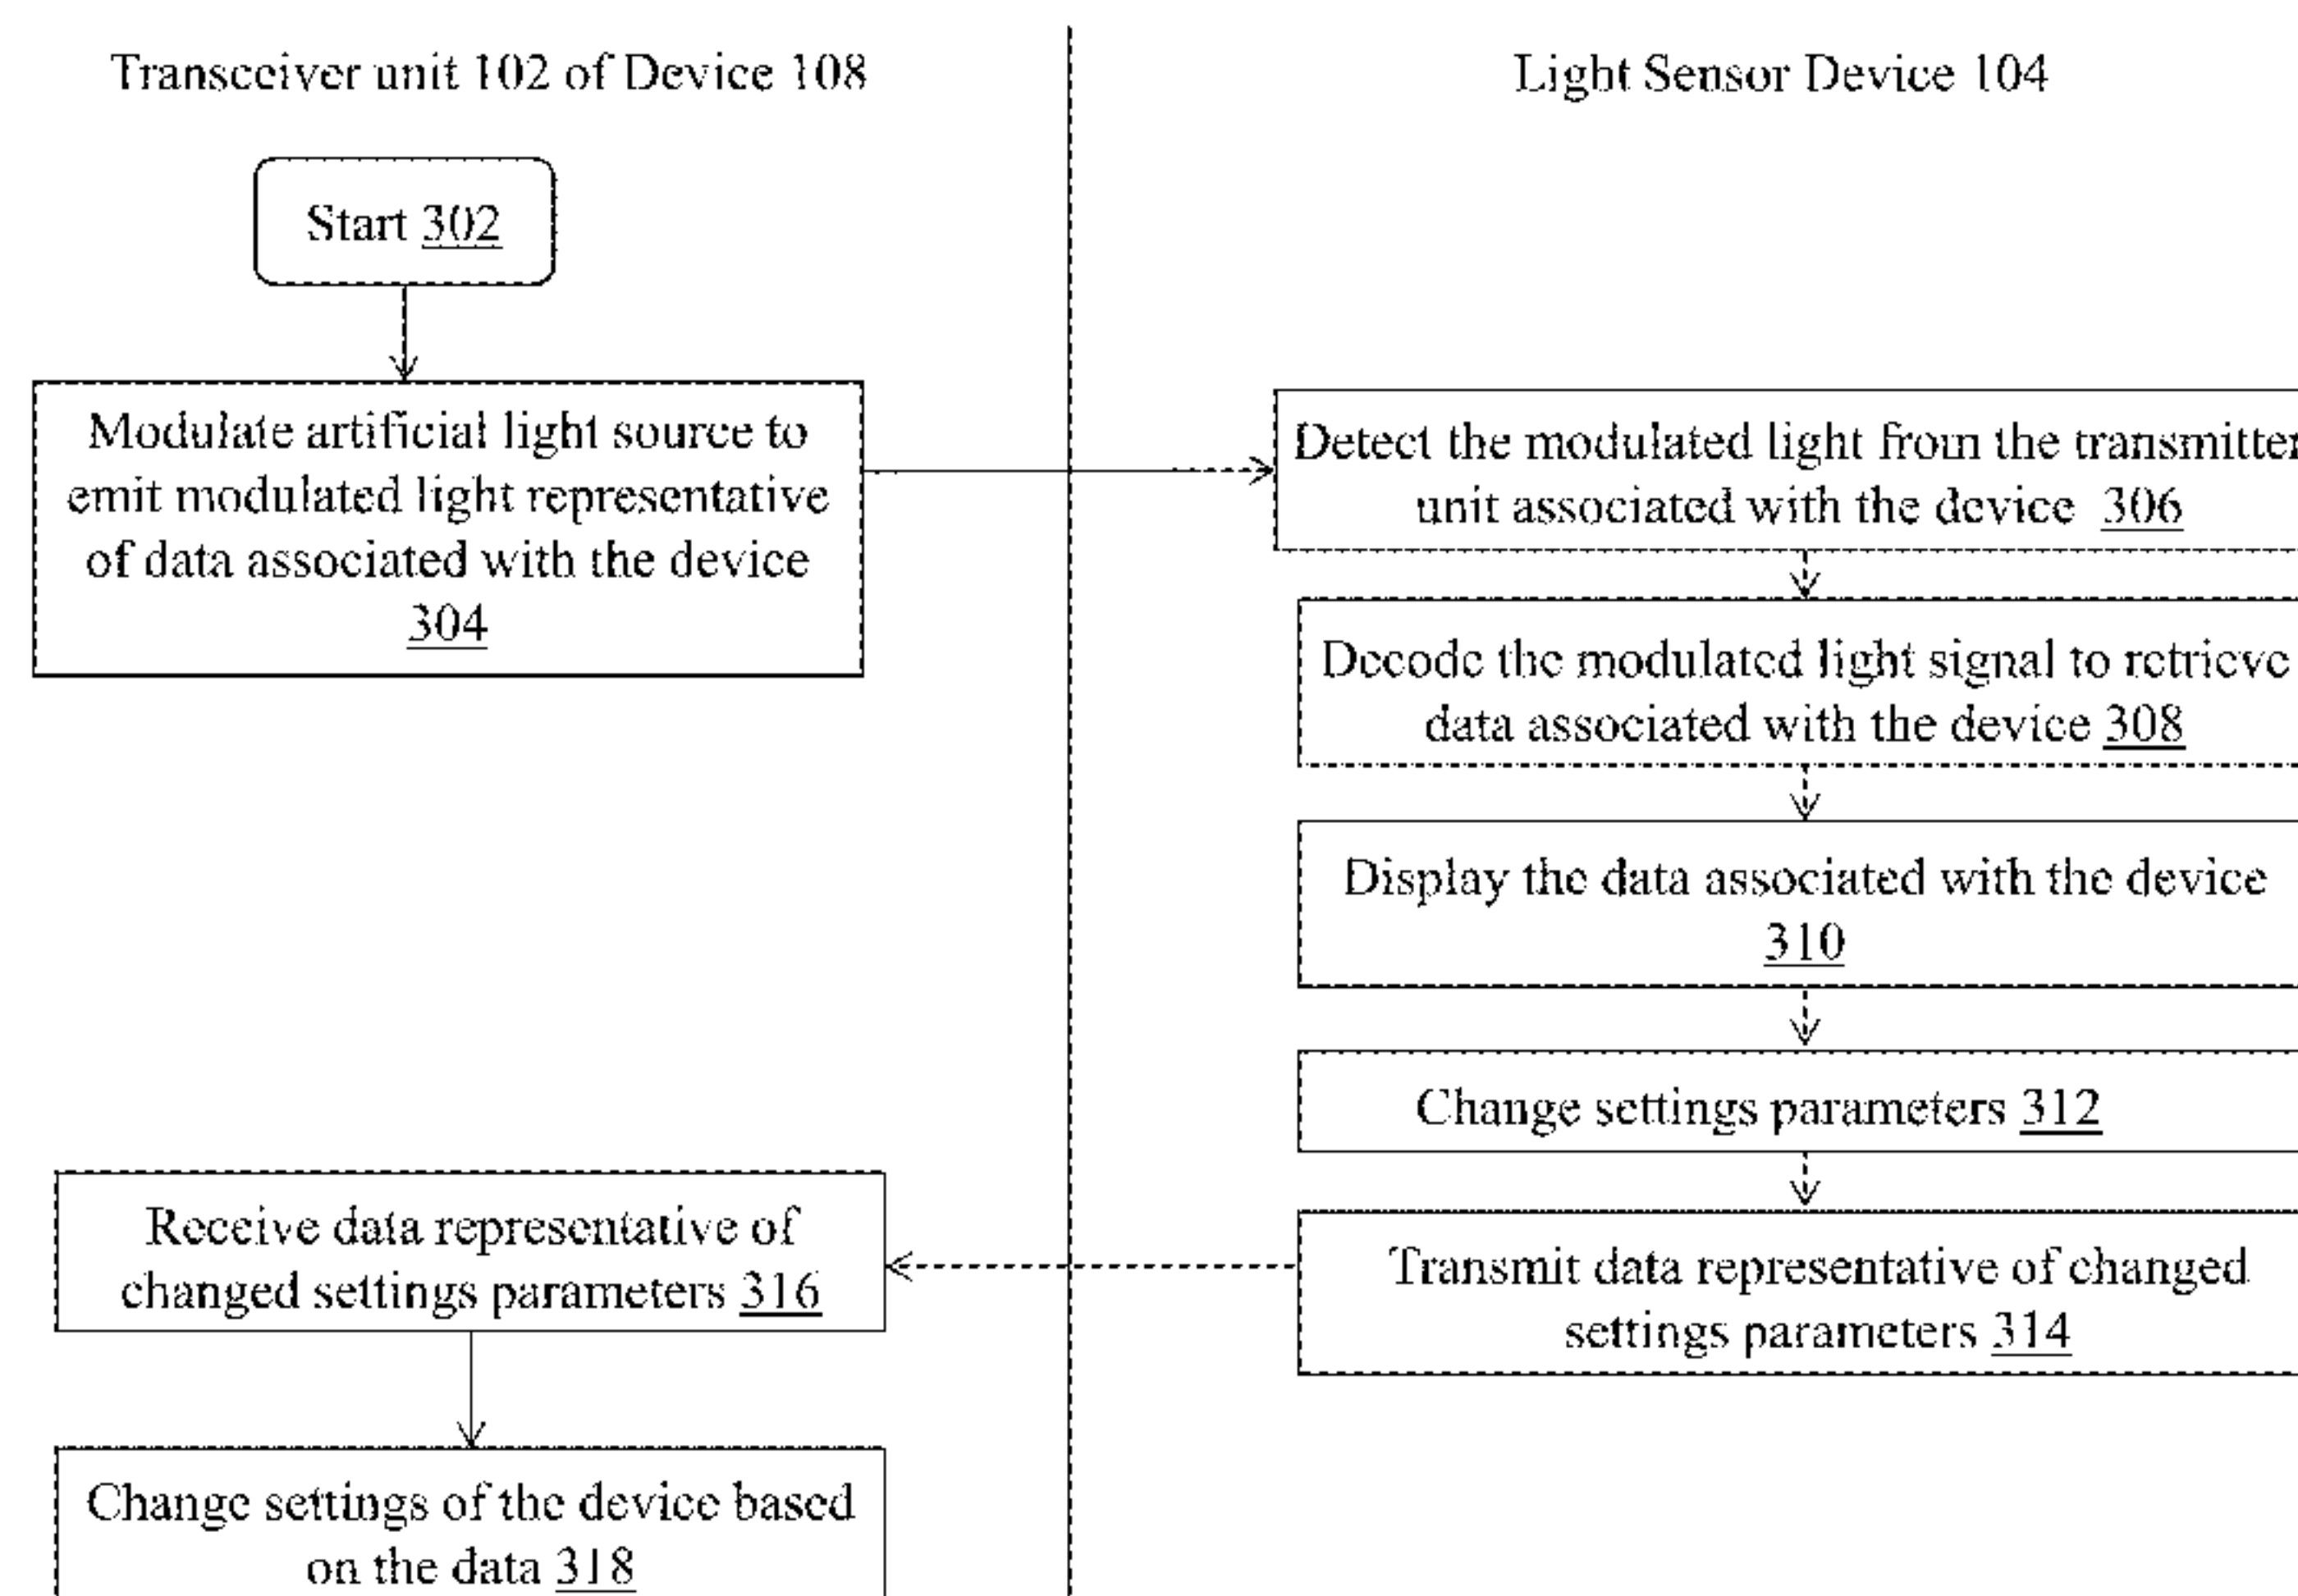 Transceiver unit 102 of Device 108
Light Sensor Device 104
Start 302
Modulate artificial light source to
emit modulated light representative
of data associated with the device
304
Detect the modulated light from the transmitter
unit associated with the device 306
Decode the modulated light signal to retrieve
data associated with the device 308
Display the data associated with the device
310
Change settings parameters 312
Transmit data representative of changed
settings parameters 314
Receive data representative of
changed settings parameters 316
Change settings of the device based
on the data 318